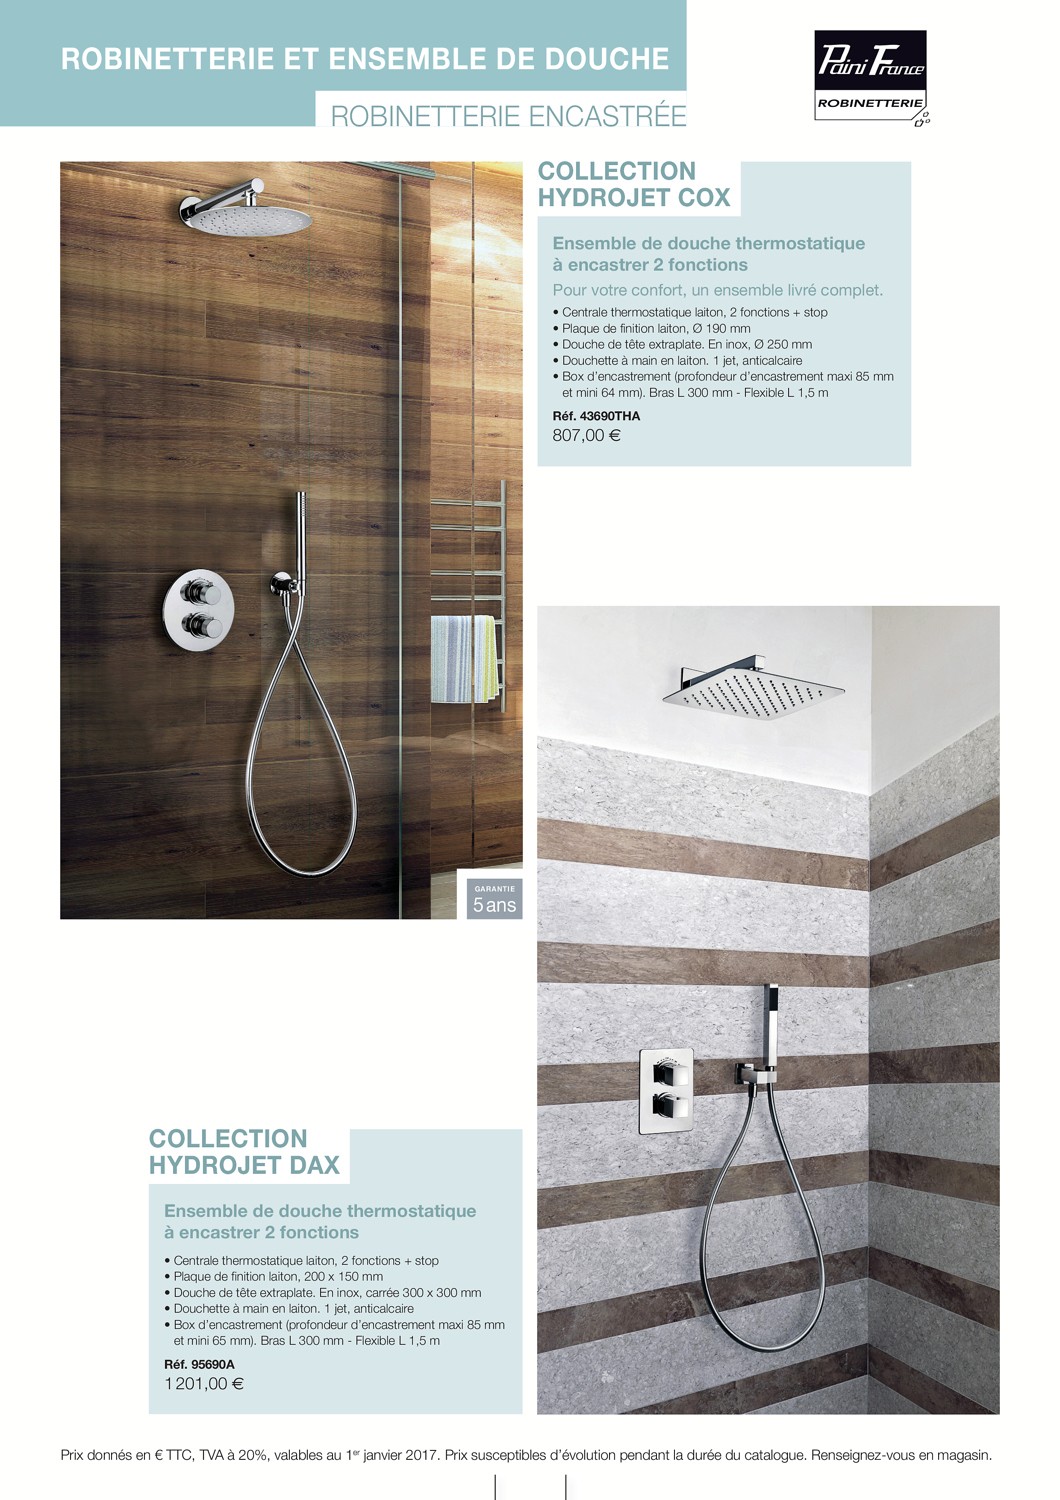 ROBINETTERIE ET ENSEMBLE DE DOUCHE
ROBINETTERIE ENCASTRÉE
Paini France
ROBINETTERIE
COLLECTION
HYDROJET COX
Ensemble de douche thermostatique
à encastrer 2 fonctions
Pour votre confort, un ensemble livré complet.
• Centrale thermostatique laiton, 2 fonctions + stop
• Plaque de finition laiton, Ø 190 mm
• Douche de tête extraplate. En inox, Ø 250 mm
• Douchette à main en laiton. 1 jet, anticalcaire
• Box d'encastrement (profondeur d'encastrement maxi 85 mm
et mini 64 mm). Bras L 300 mm - Flexible L 1,5 m
Réf. 43690THA
807,00 €
GARANTIE
5 ans
COLLECTION
HYDROJET DAX
Ensemble de douche thermostatique
à encastrer 2 fonctions
• Centrale thermostatique laiton, 2 fonctions + stop
• Plaque de finition laiton, 200 x 150 mm
• Douche de tête extraplate. En inox, carrée 300 x 300 mm
• Douchette à main en laiton. 1 jet, anticalcaire
• Box d'encastrement (profondeur d'encastrement maxi 85 mm
et mini 65 mm). Bras L 300 mm - Flexible L 1,5 m
Réf. 95690A
1 201,00 €
Prix donnés en € TTC, TVA à 20%, valables au 1er janvier 2017. Prix susceptibles d'évolution pendant la durée du catalogue. Renseignez-vous en magasin.